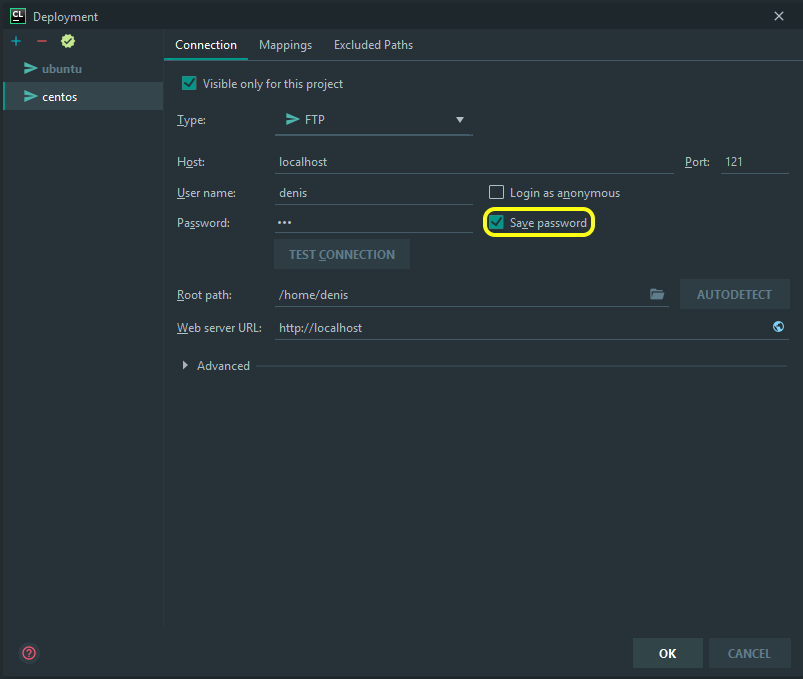 CL Deployment
ubuntu
centos
Connection Mappings Excluded Paths
Visible only for this project
Type: FTP
Host: localhost Port: 121
User name: denis Login as anonymous
Password: ••• Save password
TEST CONNECTION
Root path: /home/denis AUTODETECT
Web server URL: http://localhost
Advanced
OK CANCEL